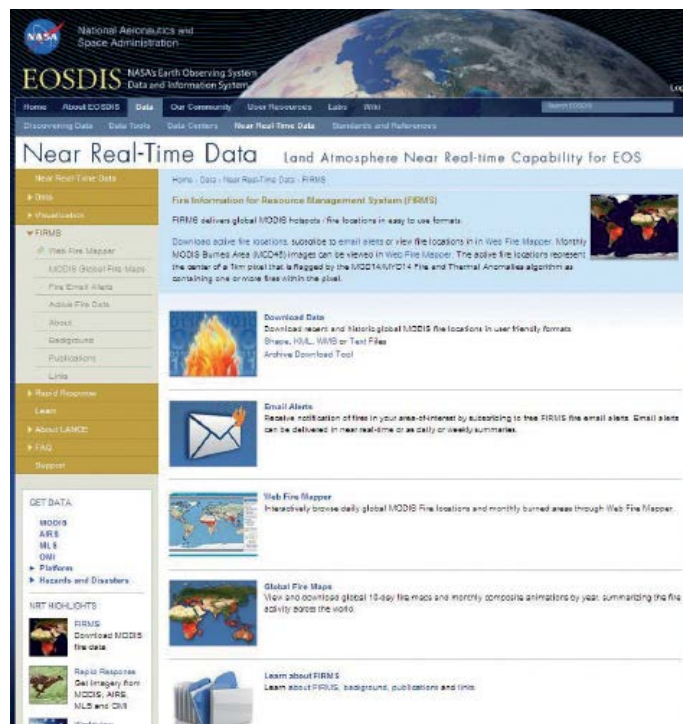 NASA
National Aeronautics and
Space Administration
EOSDIS NASA's Earth Observing System
Data and Information System
Log
Home About EOSDIS Data Our Community User Resources Labs Wiki
Search EOSDIS
Discovering Data Data Tools Data Centers Near Real-Time Data Standards and References
Near Real-Time Data Land Atmosphere Near Real-time Capability for EOS
Near Real-Time Data
Data
Visualization
FIRMS
Web Fire Mapper
MODIS Global Fire Maps
Fire Email Alerts
Active Fire Data
About
Background
Publications
Links
Rapid Response
Learn
About LANCE
FAQ
Support
GET DATA
MODIS
AIRS
MLS
OMI
Platform
Hazards and Disasters
NRT HIGHLIGHTS
FIRMS
Download MODIS
fire data.
Rapid Response
Get Imagery from
MODIS, AIRS,
MLS and OMI
Worldview
Home › Data › Near Real-Time Data › FIRMS
Fire Information for Resource Management System (FIRMS)
FIRMS delivers global MODIS hotspots / fire locations in easy to use formats.
Download active fire locations, subscribe to email alerts or view fire locations in in Web Fire Mapper. Monthly
MODIS Burned Area (MCD45) images can be viewed in Web Fire Mapper. The active fire locations represent
the center of a 1km pixel that is flagged by the MOD14/MYD14 Fire and Thermal Anomalies algorithm as
containing one or more fires within the pixel.
Download Data
Download recent and historic global MODIS fire locations in user friendly formats
Shape, KML, WMS or Text Files
Archive Download Tool
Email Alerts
Receive notification of fires in your area-of-interest by subscribing to free FIRMS fire email alerts. Email alerts
can be delivered in near real-time or as daily or weekly summaries.
Web Fire Mapper
Interactively browse daily global MODIS Fire locations and monthly burned areas through Web Fire Mapper.
Global Fire Maps
View and download global 10-day fire maps and monthly composite animations by year, summarizing the fire
activity across the world.
Learn about FIRMS
Learn about FIRMS, background, publications and links.